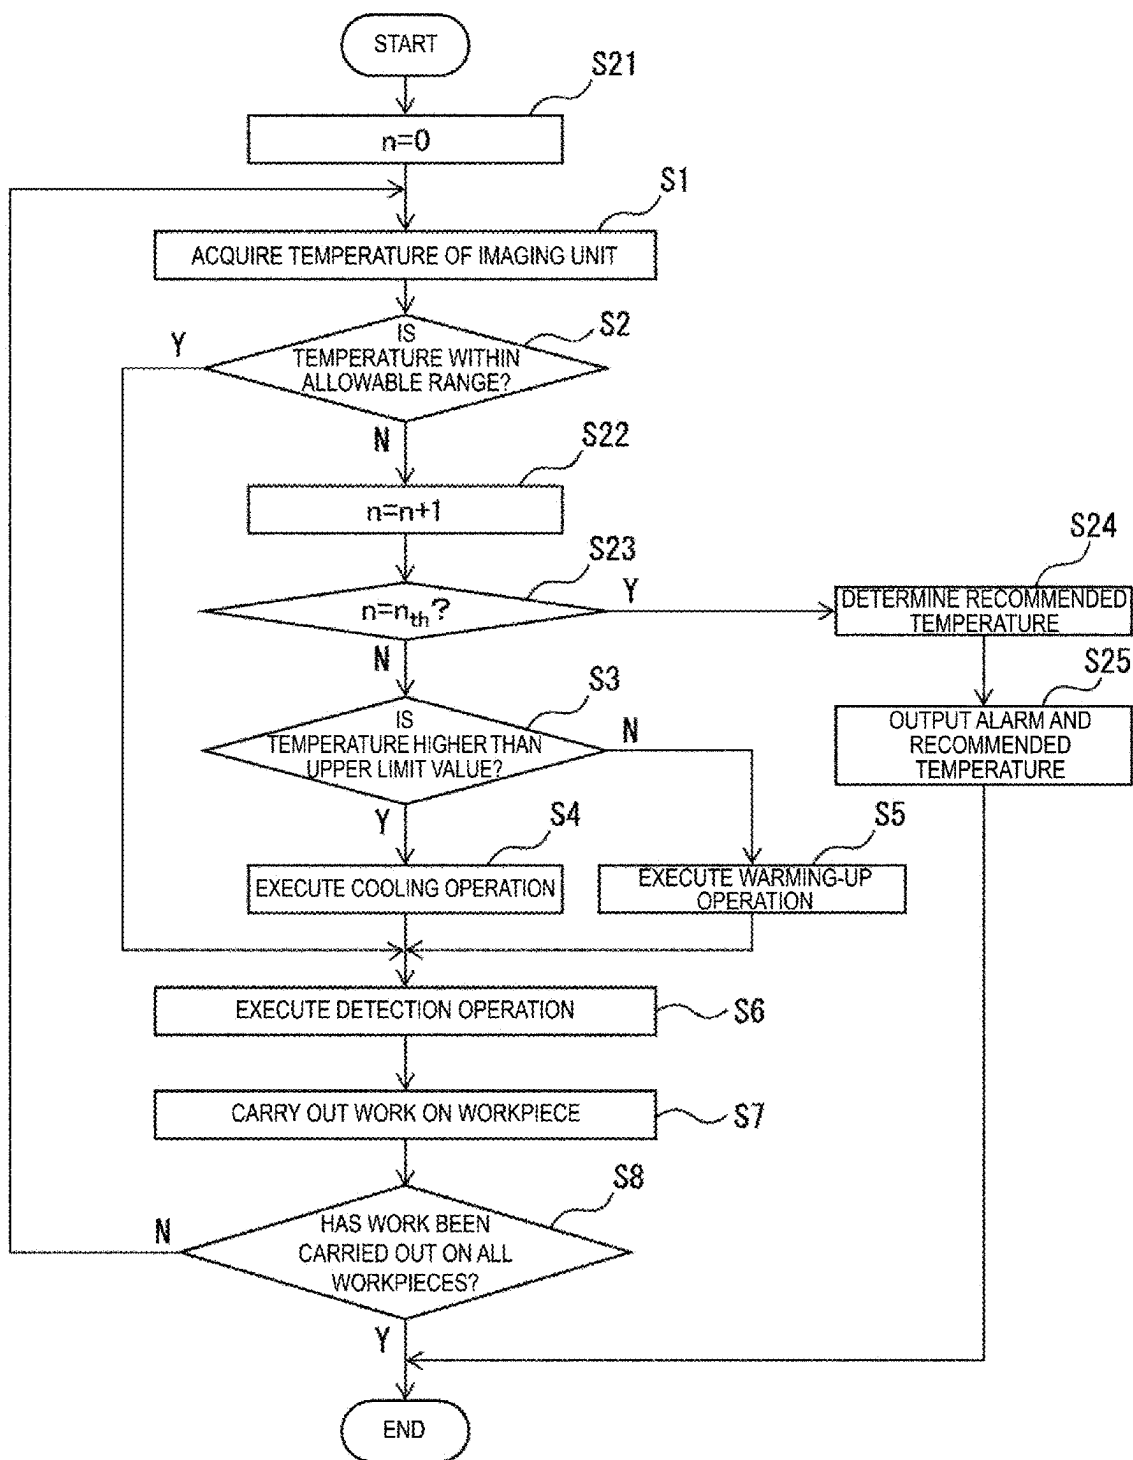 START
S21
n=0
S1
ACQUIRE TEMPERATURE OF IMAGING UNIT
S2
Y
IS
TEMPERATURE WITHIN
ALLOWABLE RANGE?
N
S22
n=n+1
S23
n=nth?
Y
S24
DETERMINE RECOMMENDED
TEMPERATURE
N
S3
IS
TEMPERATURE HIGHER THAN
UPPER LIMIT VALUE?
N
S25
OUTPUT ALARM AND
RECOMMENDED
TEMPERATURE
Y
S4
EXECUTE COOLING OPERATION
S5
EXECUTE WARMING-UP
OPERATION
EXECUTE DETECTION OPERATION
S6
CARRY OUT WORK ON WORKPIECE
S7
S8
N
HAS WORK BEEN
CARRIED OUT ON ALL
WORKPIECES?
Y
END